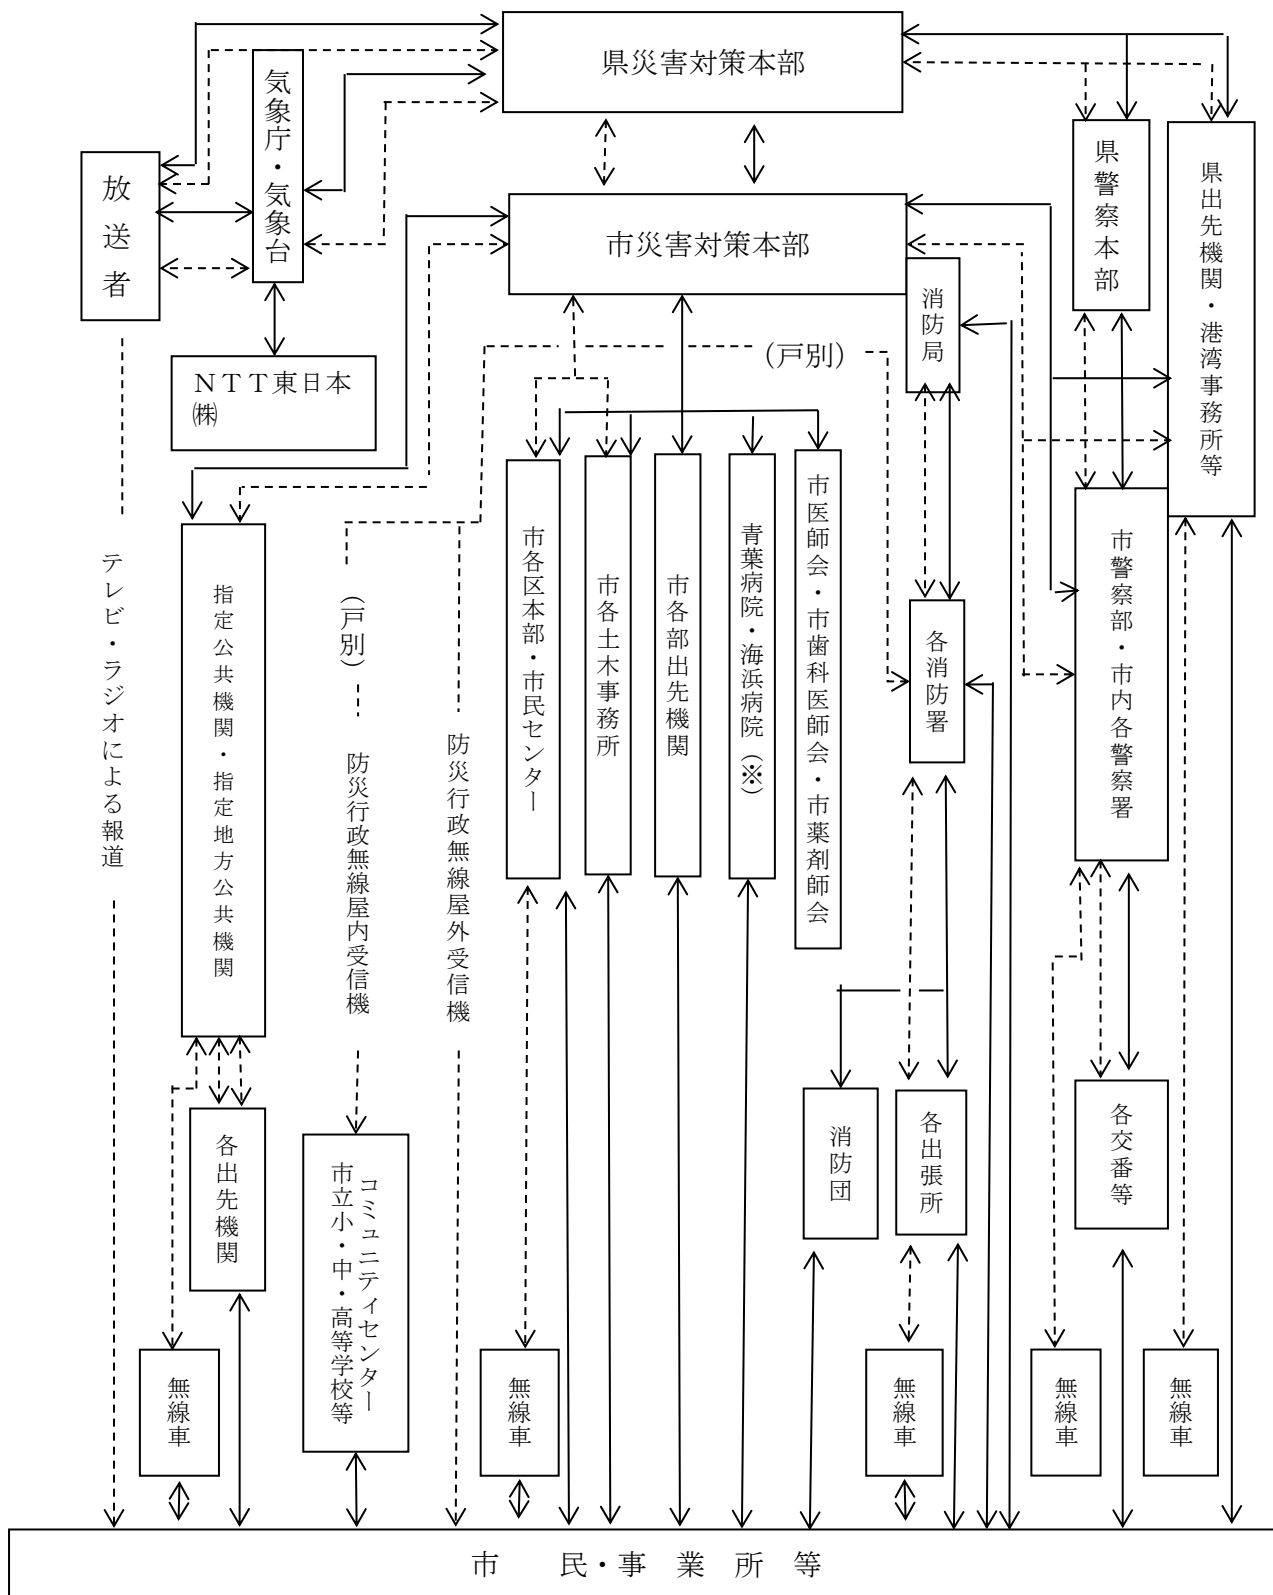 県災害対策本部
気象庁・気象台
放送者
県警察本部
県出先機関・港湾事務所等
市災害対策本部
消防局
（戸別）
ＮＴＴ東日本
㈱
テレビ・ラジオによる報道
指定公共機関・指定地方公共機関
（戸別）
防災行政無線屋内受信機
防災行政無線屋外受信機
市各区本部・市民センター
市各土木事務所
市各部出先機関
青葉病院・海浜病院（※）
市医師会・市歯科医師会・市薬剤師会
各消防署
市警察部・市内各警察署
各出先機関
コミュニティセンター
市立小・中・高等学校等
消防団
各出張所
各交番等
無線車
無線車
無線車
無線車
無線車
市　民・事　業　所　等